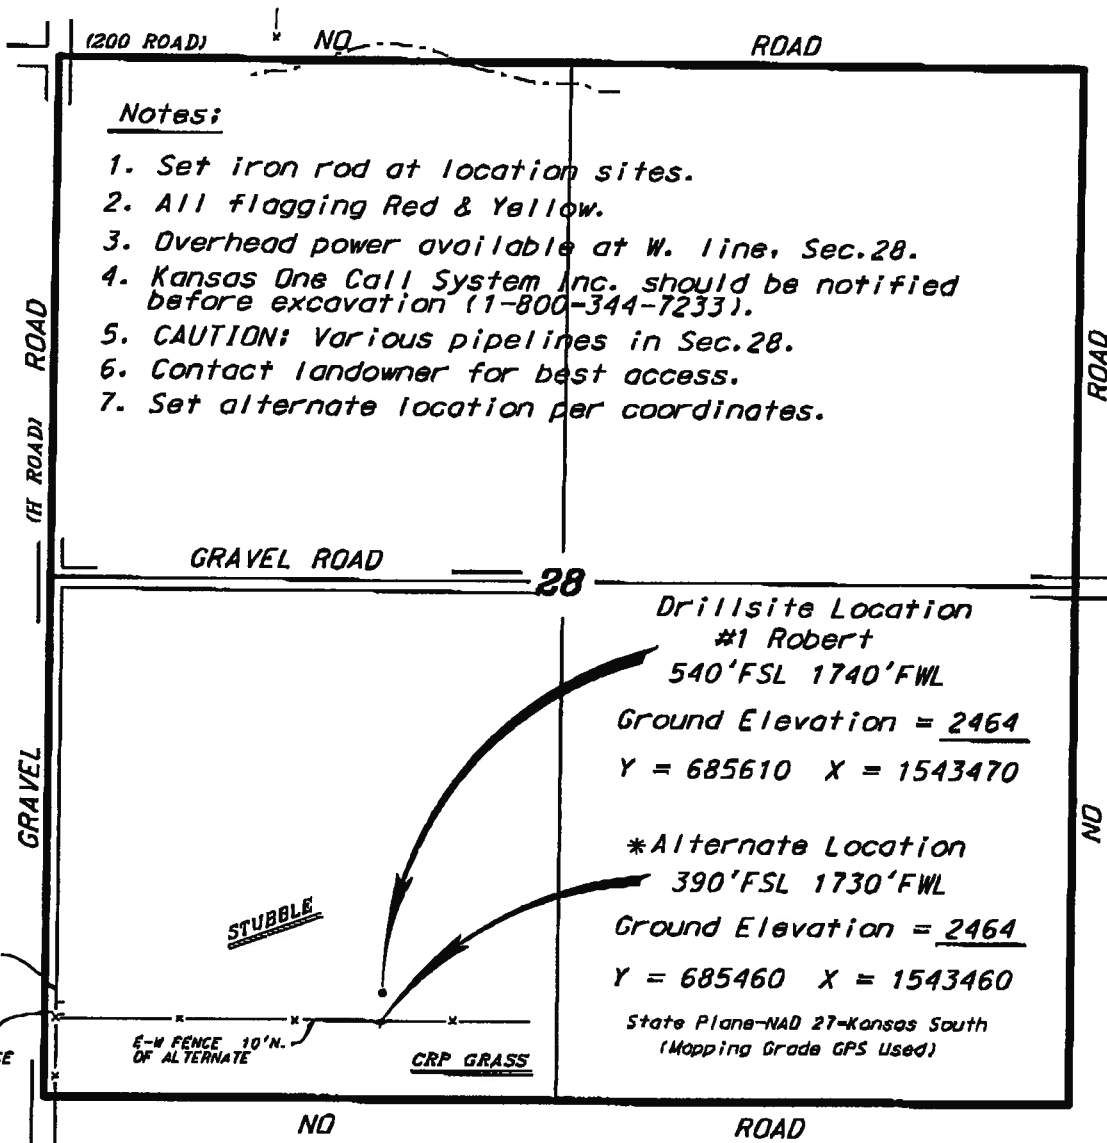 (200 ROAD) NO ROAD
Notes:
1. Set iron rod at location sites.
2. All flagging Red & Yellow.
3. Overhead power available at W. line, Sec.28.
4. Kansas One Call System Inc. should be notified
before excavation (1-800-344-7233).
5. CAUTION: Various pipelines in Sec.28.
6. Contact landowner for best access.
7. Set alternate location per coordinates.
ROAD
(H ROAD)
GRAVEL
ROAD
NO
GRAVEL ROAD
28
Drillsite Location
#1 Robert
540'FSL 1740'FWL
Ground Elevation = 2464
Y = 685610 X = 1543470
*Alternate Location
390'FSL 1730'FWL
Ground Elevation = 2464
Y = 685460 X = 1543460
State Plane-NAD 27-Kansas South
(Mapping Grade GPS Used)
STUBBLE
E-W FENCE 10'N.
OF ALTERNATE
CRP GRASS
NO ROAD